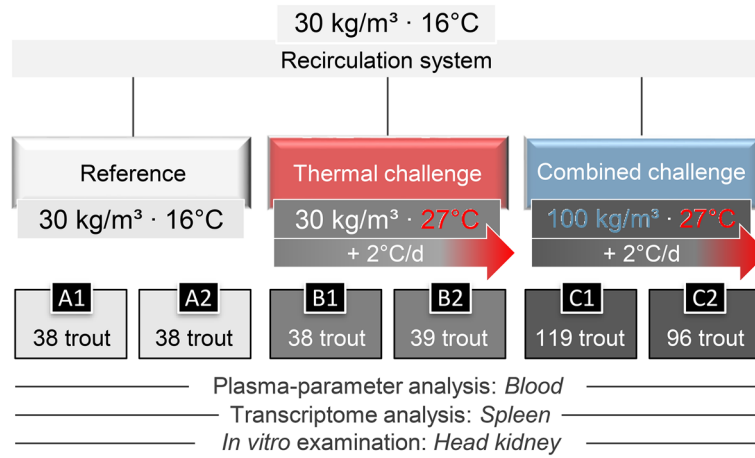 30 kg/m³ · 16°C
Recirculation system
Reference
Thermal challenge
Combined challenge
30 kg/m³ · 16°C
30 kg/m³ · 27°C
100 kg/m³ · 27°C
+ 2°C/d
+ 2°C/d
A1
A2
B1
B2
C1
C2
38 trout
38 trout
38 trout
39 trout
119 trout
96 trout
Plasma-parameter analysis: Blood
Transcriptome analysis: Spleen
In vitro examination: Head kidney